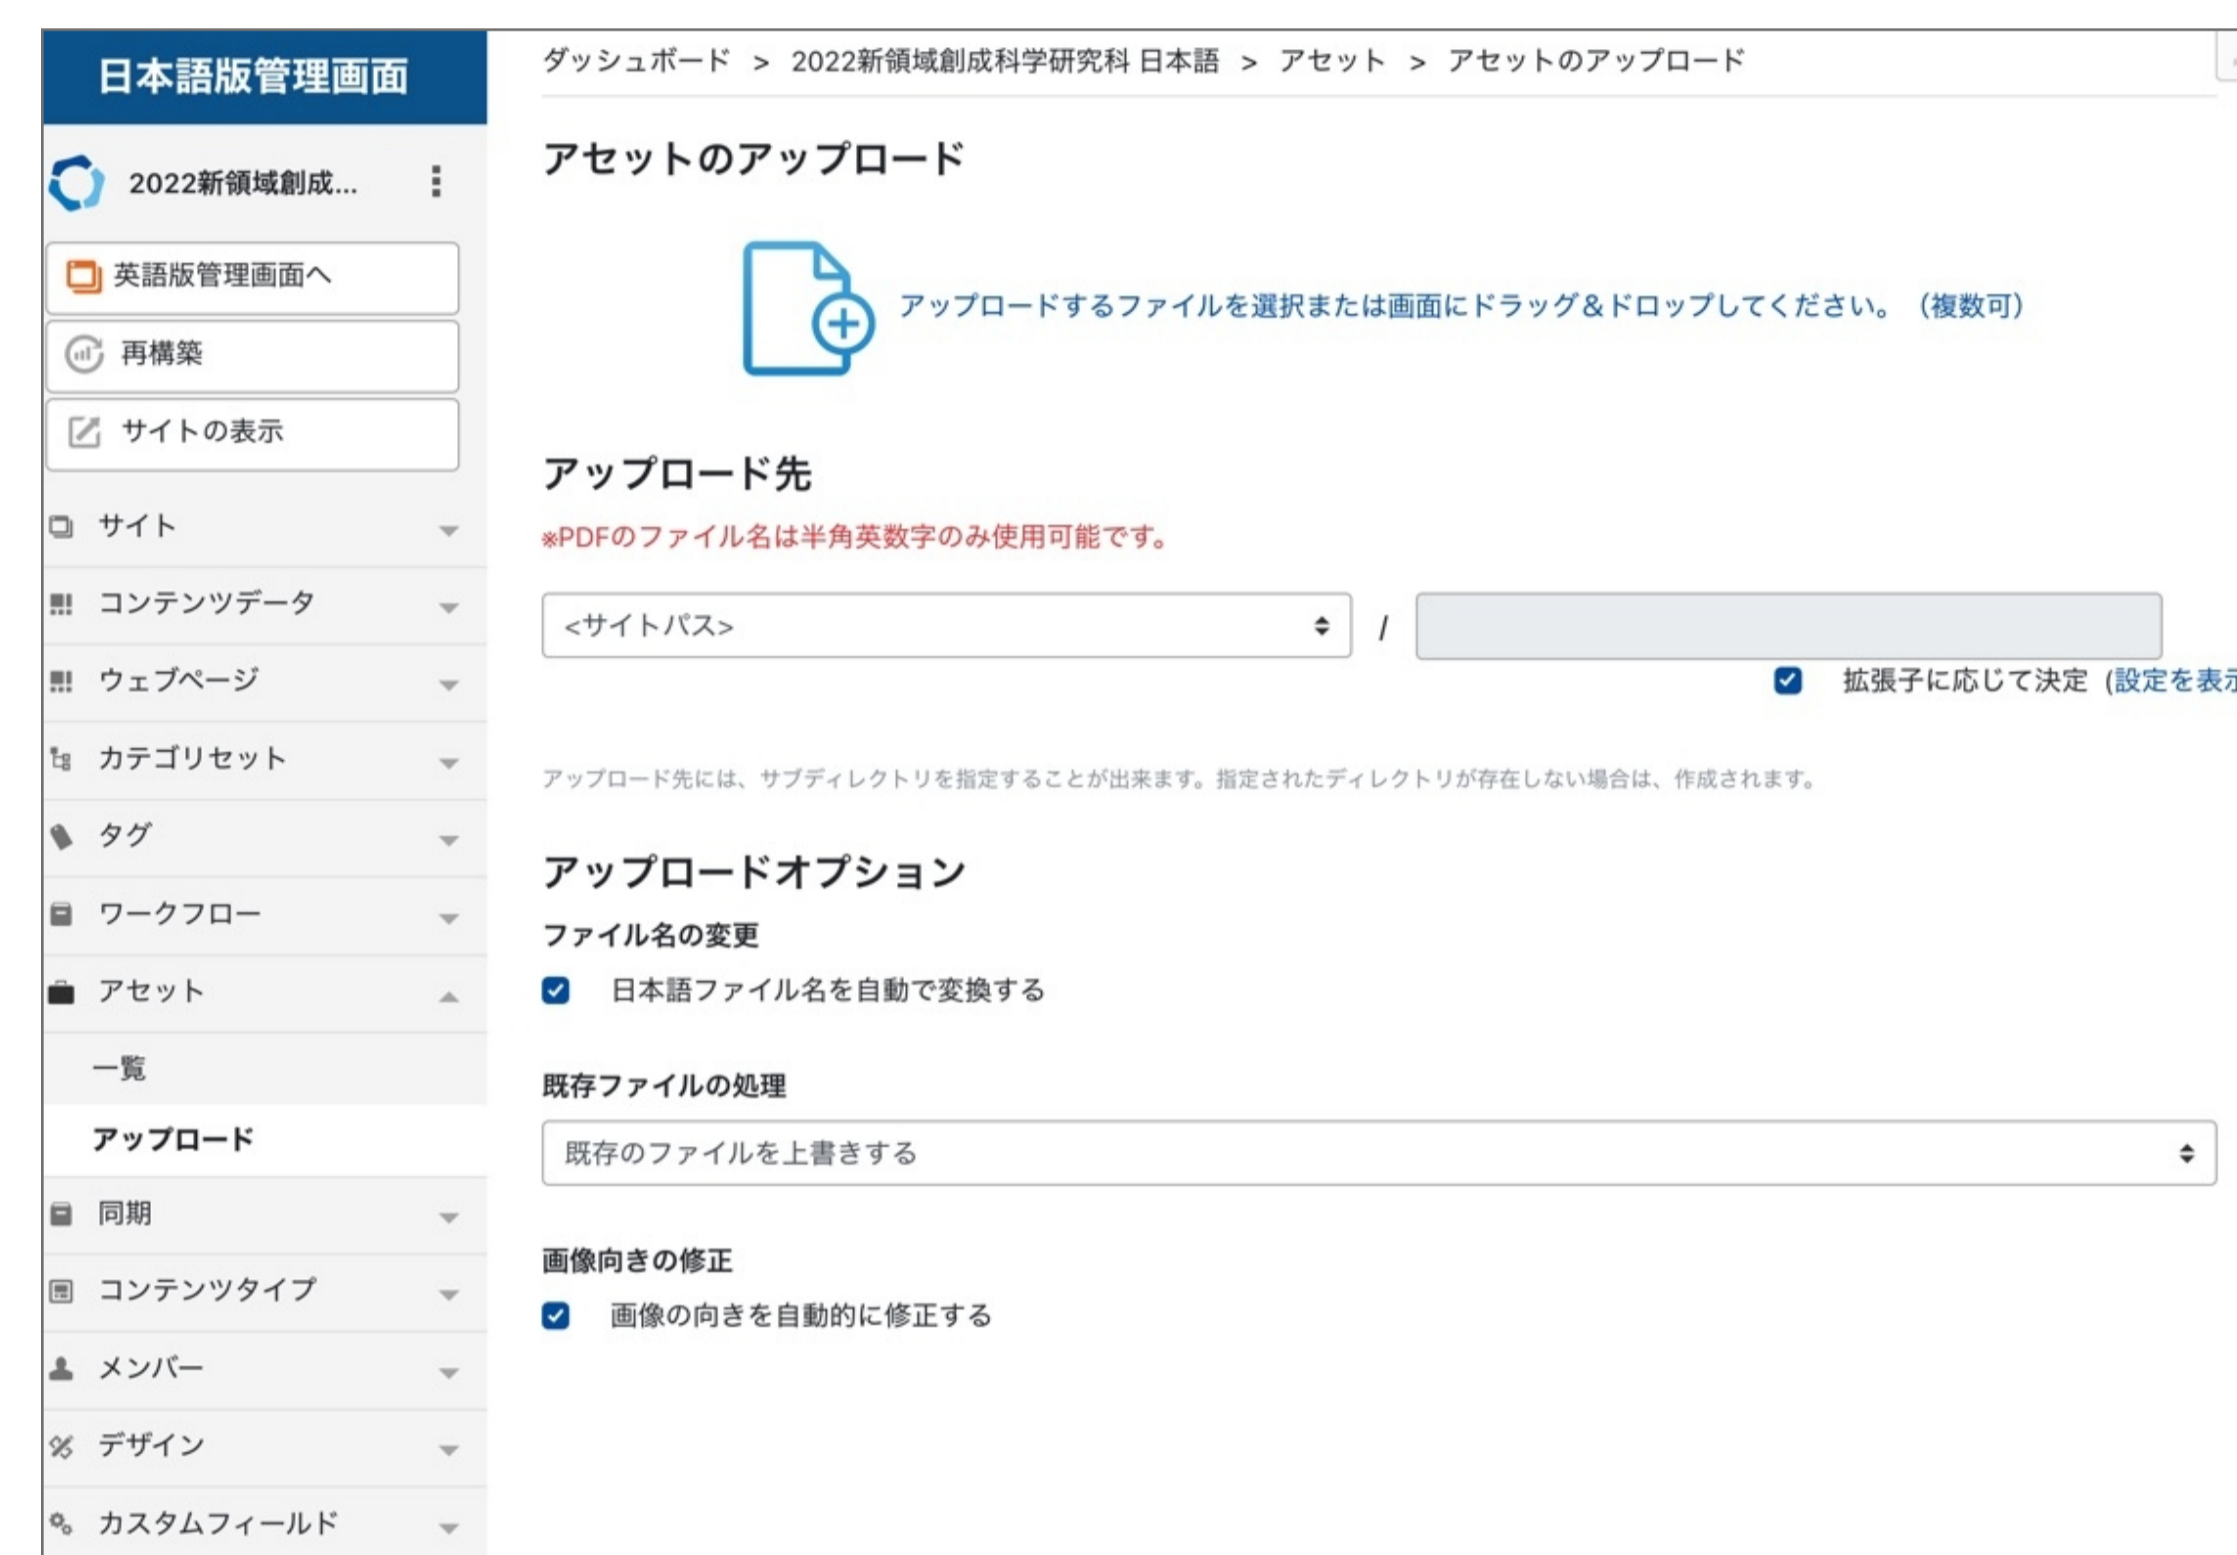 日本語版管理画面
2022新領域創成...
英語版管理画面へ
再構築
サイトの表示
サイト
コンテンツデータ
ウェブページ
カテゴリセット
タグ
ワークフロー
アセット
一覧
アップロード
同期
コンテンツタイプ
メンバー
デザイン
カスタムフィールド
ダッシュボード > 2022新領域創成科学研究科 日本語 > アセット > アセットのアップロード
アセットのアップロード
アップロードするファイルを選択または画面にドラッグ＆ドロップしてください。（複数可）
アップロード先
※PDFのファイル名は半角英数字のみ使用可能です。
<サイトパス> /
拡張子に応じて決定 (設定を表示
アップロード先には、サブディレクトリを指定することが出来ます。指定されたディレクトリが存在しない場合は、作成されます。
アップロードオプション
ファイル名の変更
日本語ファイル名を自動で変換する
既存ファイルの処理
既存のファイルを上書きする
画像向きの修正
画像の向きを自動的に修正する